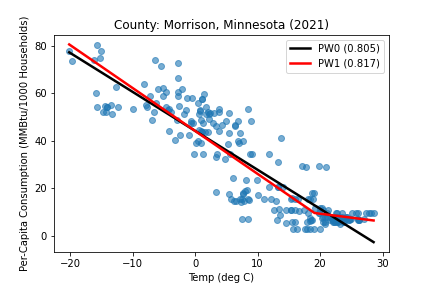 County: Morrison, Minnesota (2021)
PW0 (0.805)
PW1 (0.817)
Per-Capita Consumption (MMBtu/1000 Households)
80
60
40
20
0
−20 −10 0 10 20 30
Temp (deg C)